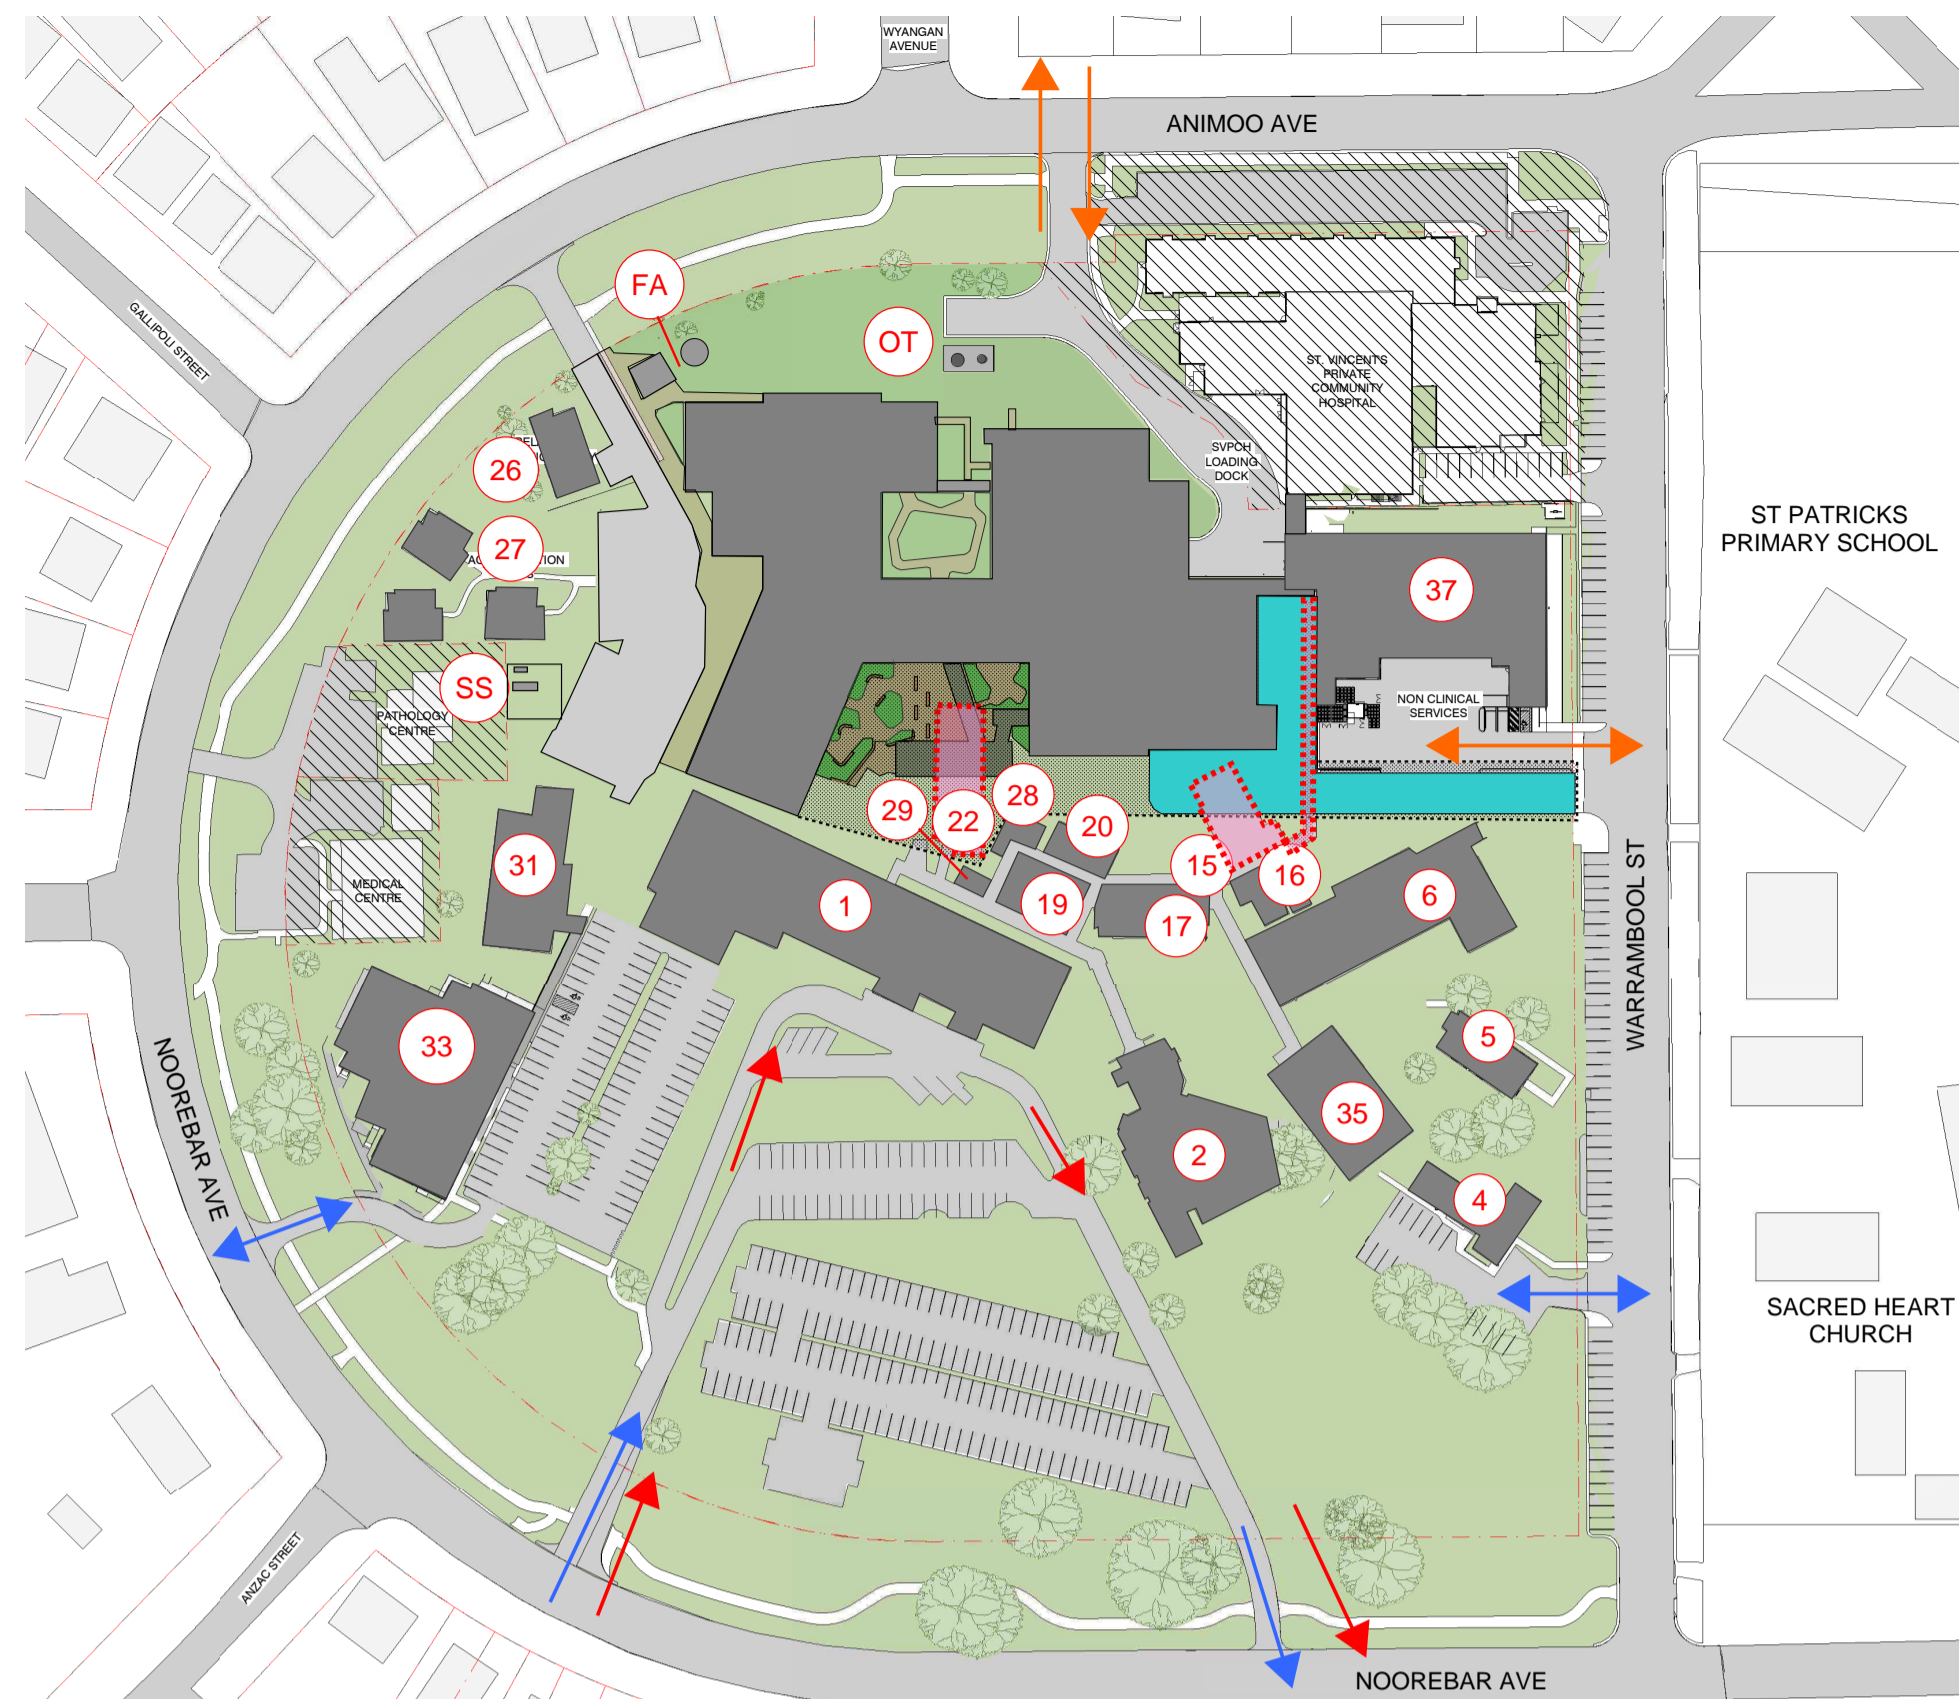 WYANGAN
AVENUE
ANIMOO AVE
GALLIPOLI STREET
FA
OT
ST. VINCENT'S
PRIVATE
COMMUNITY
HOSPITAL
SVPCH
LOADING
DOCK
26
27
ST PATRICKS
PRIMARY SCHOOL
37
SS
PATHOLOGY
CENTRE
NON CLINICAL
SERVICES
29
22
28
20
15
16
31
1
19
17
6
MEDICAL
CENTRE
WARRAMBOOL ST
33
5
35
2
4
NOOREBAR AVE
SACRED HEART
CHURCH
ANZAC STREET
NOOREBAR AVE